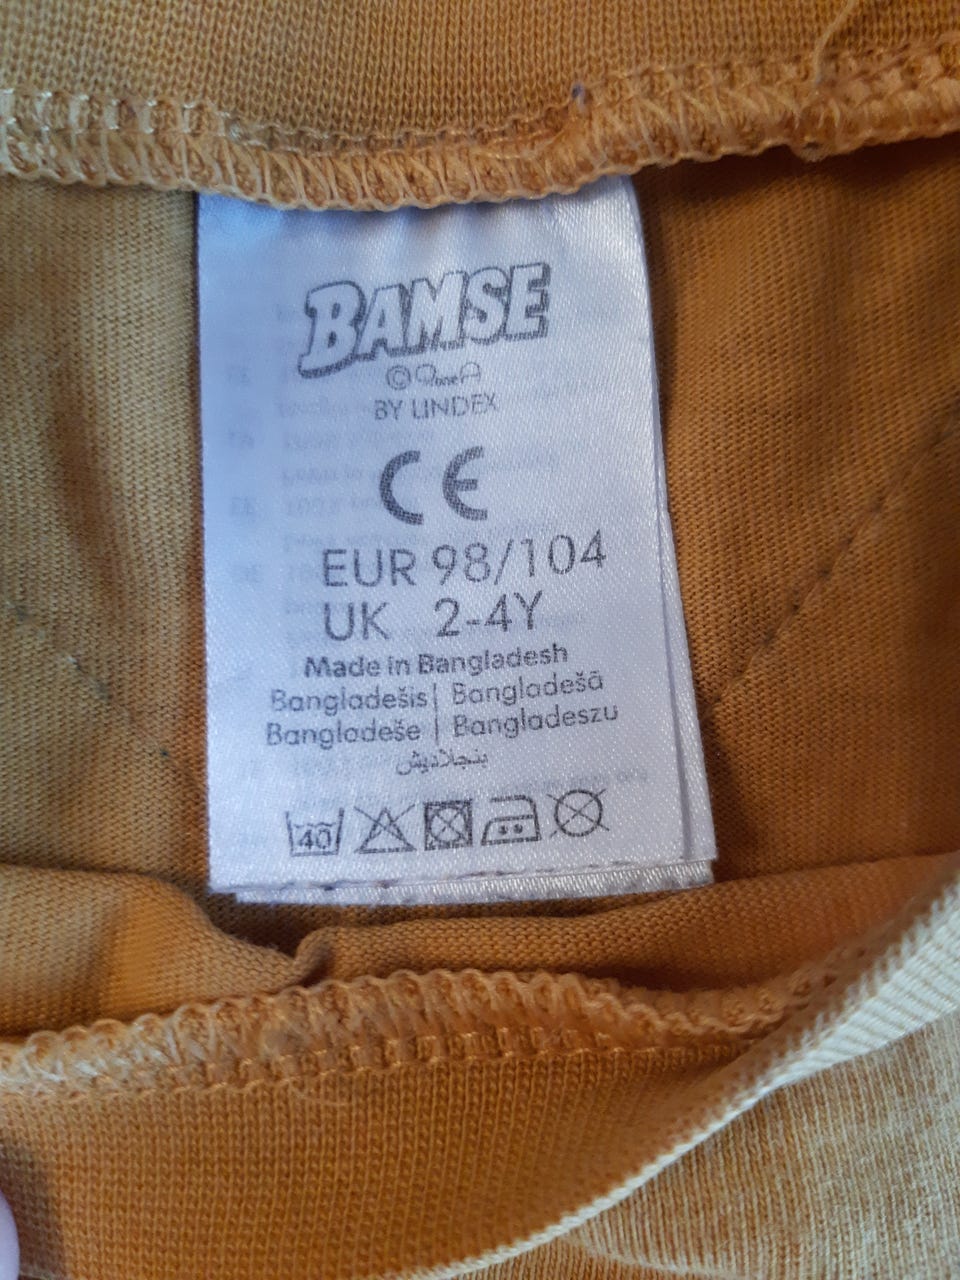 BAMSE
© Rune A
BY LINDEX
CE
EUR 98/104
UK 2-4Y
Made in Bangladesh
Bangladešis| Bangladešā
Bangladeše | Bangladeszu
بنجلاديش
40